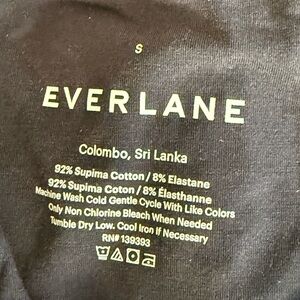 S
EVERLANE
Colombo, Sri Lanka
92% Supima Cotton / 8% Elastane
92% Supima Coton / 8% Élasthanne
Machine Wash Cold Gentle Cycle With Like Colors
Only Non Chlorine Bleach When Needed
Tumble Dry Low. Cool Iron If Necessary
RN# 139393